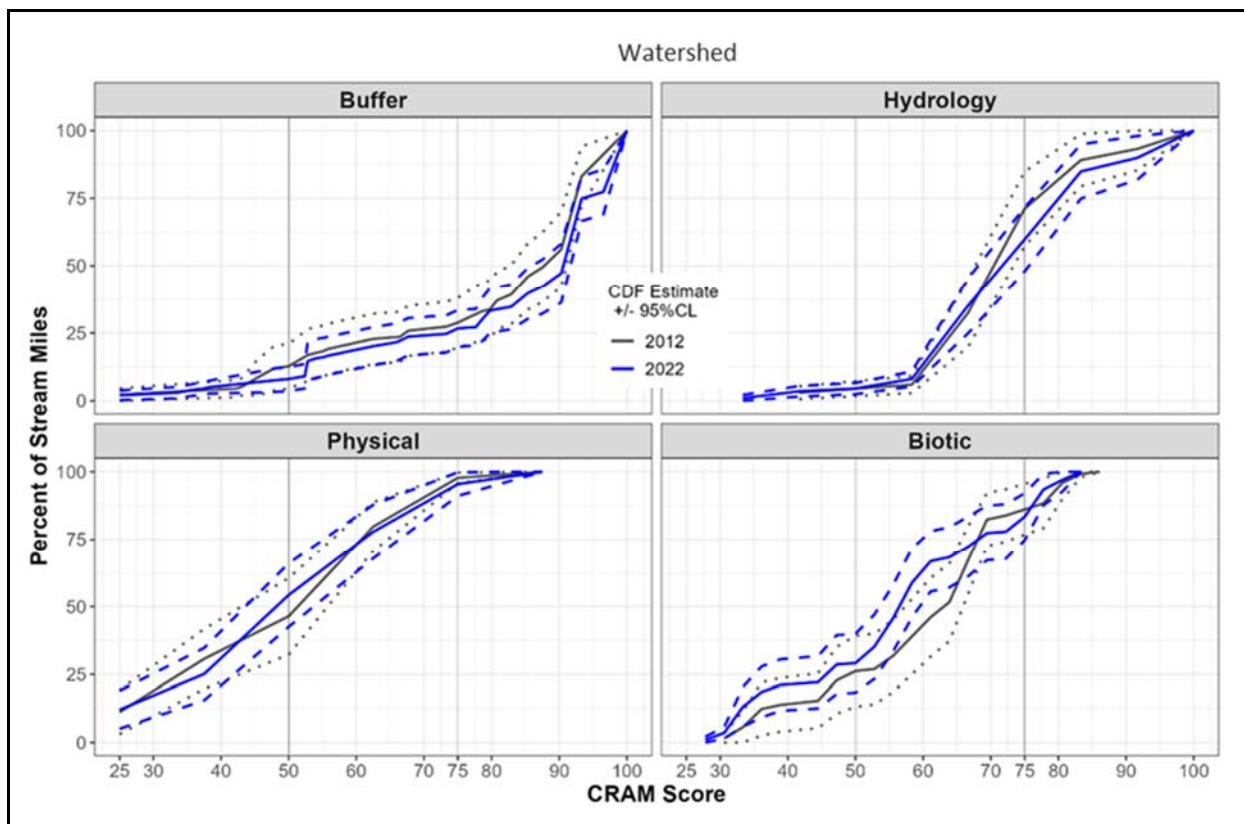 Watershed
Buffer
Hydrology
100
75
50
25
0
CDF Estimate
+/- 95%CL
2012
2022
Physical
Biotic
100
75
50
25
0
25 30 40 50 60 70 75 80 90 100
25 30 40 50 60 70 75 80 90 100
Percent of Stream Miles
CRAM Score